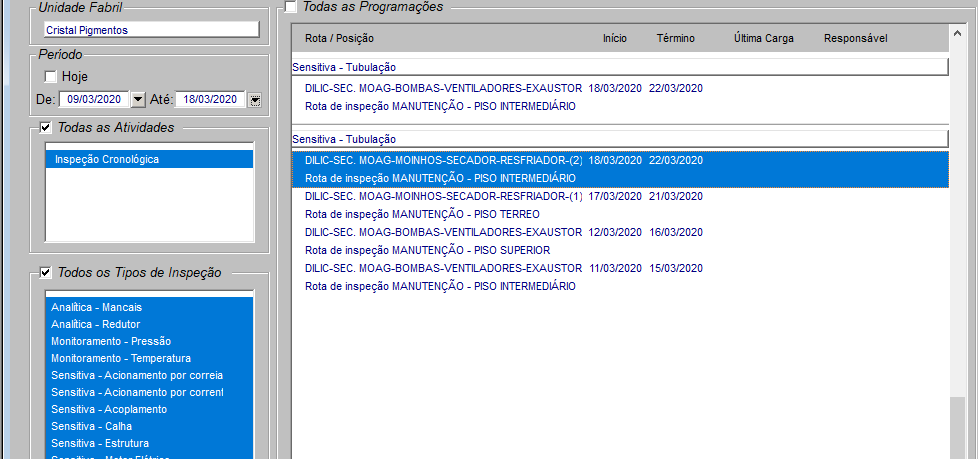 Unidade Fabril
Cristal Pigmentos
Período
Hoje
De: 09/03/2020 Até: 18/03/2020
Todas as Atividades
Inspeção Cronológica
Todos os Tipos de Inspeção
Analítica - Mancais
Analítica - Redutor
Monitoramento - Pressão
Monitoramento - Temperatura
Sensitiva - Acionamento por correia
Sensitiva - Acionamento por corrent
Sensitiva - Acoplamento
Sensitiva - Calha
Sensitiva - Estrutura
Sensitiva - Motor Elétrico
Todas as Programações
Rota / Posição Início Término Última Carga Responsável
Sensitiva - Tubulação
DILIC-SEC. MOAG-BOMBAS-VENTILADORES-EXAUSTOR 18/03/2020 22/03/2020
Rota de inspeção MANUTENÇÃO - PISO INTERMEDIÁRIO
Sensitiva - Tubulação
DILIC-SEC. MOAG-MOINHOS-SECADOR-RESFRIADOR-(2) 18/03/2020 22/03/2020
Rota de inspeção MANUTENÇÃO - PISO INTERMEDIÁRIO
DILIC-SEC. MOAG-MOINHOS-SECADOR-RESFRIADOR-(1) 17/03/2020 21/03/2020
Rota de inspeção MANUTENÇÃO - PISO TERREO
DILIC-SEC. MOAG-BOMBAS-VENTILADORES-EXAUSTOR 12/03/2020 16/03/2020
Rota de inspeção MANUTENÇÃO - PISO SUPERIOR
DILIC-SEC. MOAG-BOMBAS-VENTILADORES-EXAUSTOR 11/03/2020 15/03/2020
Rota de inspeção MANUTENÇÃO - PISO INTERMEDIÁRIO